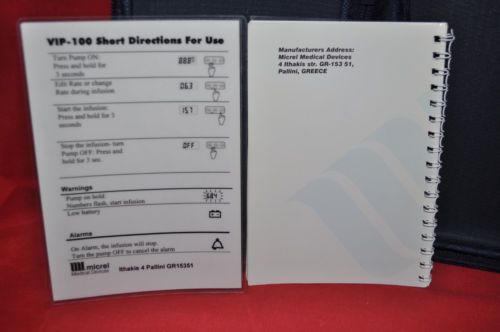 VIP-100 Short Directions For Use
Turn Pump ON:
Press and hold for
3 seconds
888
Edit Rate or change
Rate during infusion
06.3
Start the infusion:
Press and hold for 3
seconds
15.7
Stop the infusion- turn
Pump OFF: Press and
hold for 3 sec.
OFF
Warnings
Pump on hold:
Numbers flash, start infusion
Low battery
Alarms
On Alarm, the infusion will stop.
Turn the pump OFF to cancel the alarm
micrel
Medical Devices
Ithakis 4 Pallini GR15351
Manufacturers Address:
Micrel Medical Devices
4 Ithakis str. GR-153 51,
Pallini, GREECE